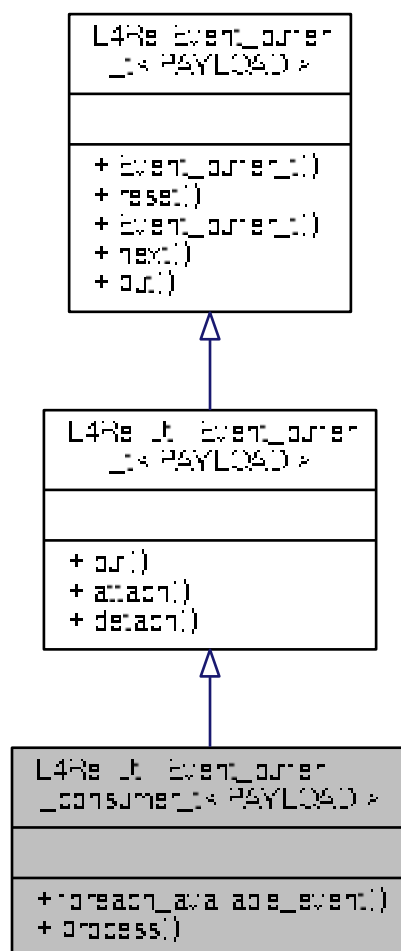 L4Re::Event_buffer
_t< PAYLOAD >
+ Event_buffer_t()
+ reset()
+ Event_buffer_t()
+ next()
+ put()
L4Re::Util::Event_buffer
_t< PAYLOAD >
+ buf()
+ attach()
+ detach()
L4Re::Util::Event_buffer
_consumer_t< PAYLOAD >
+ foreach_available_event()
+ process()